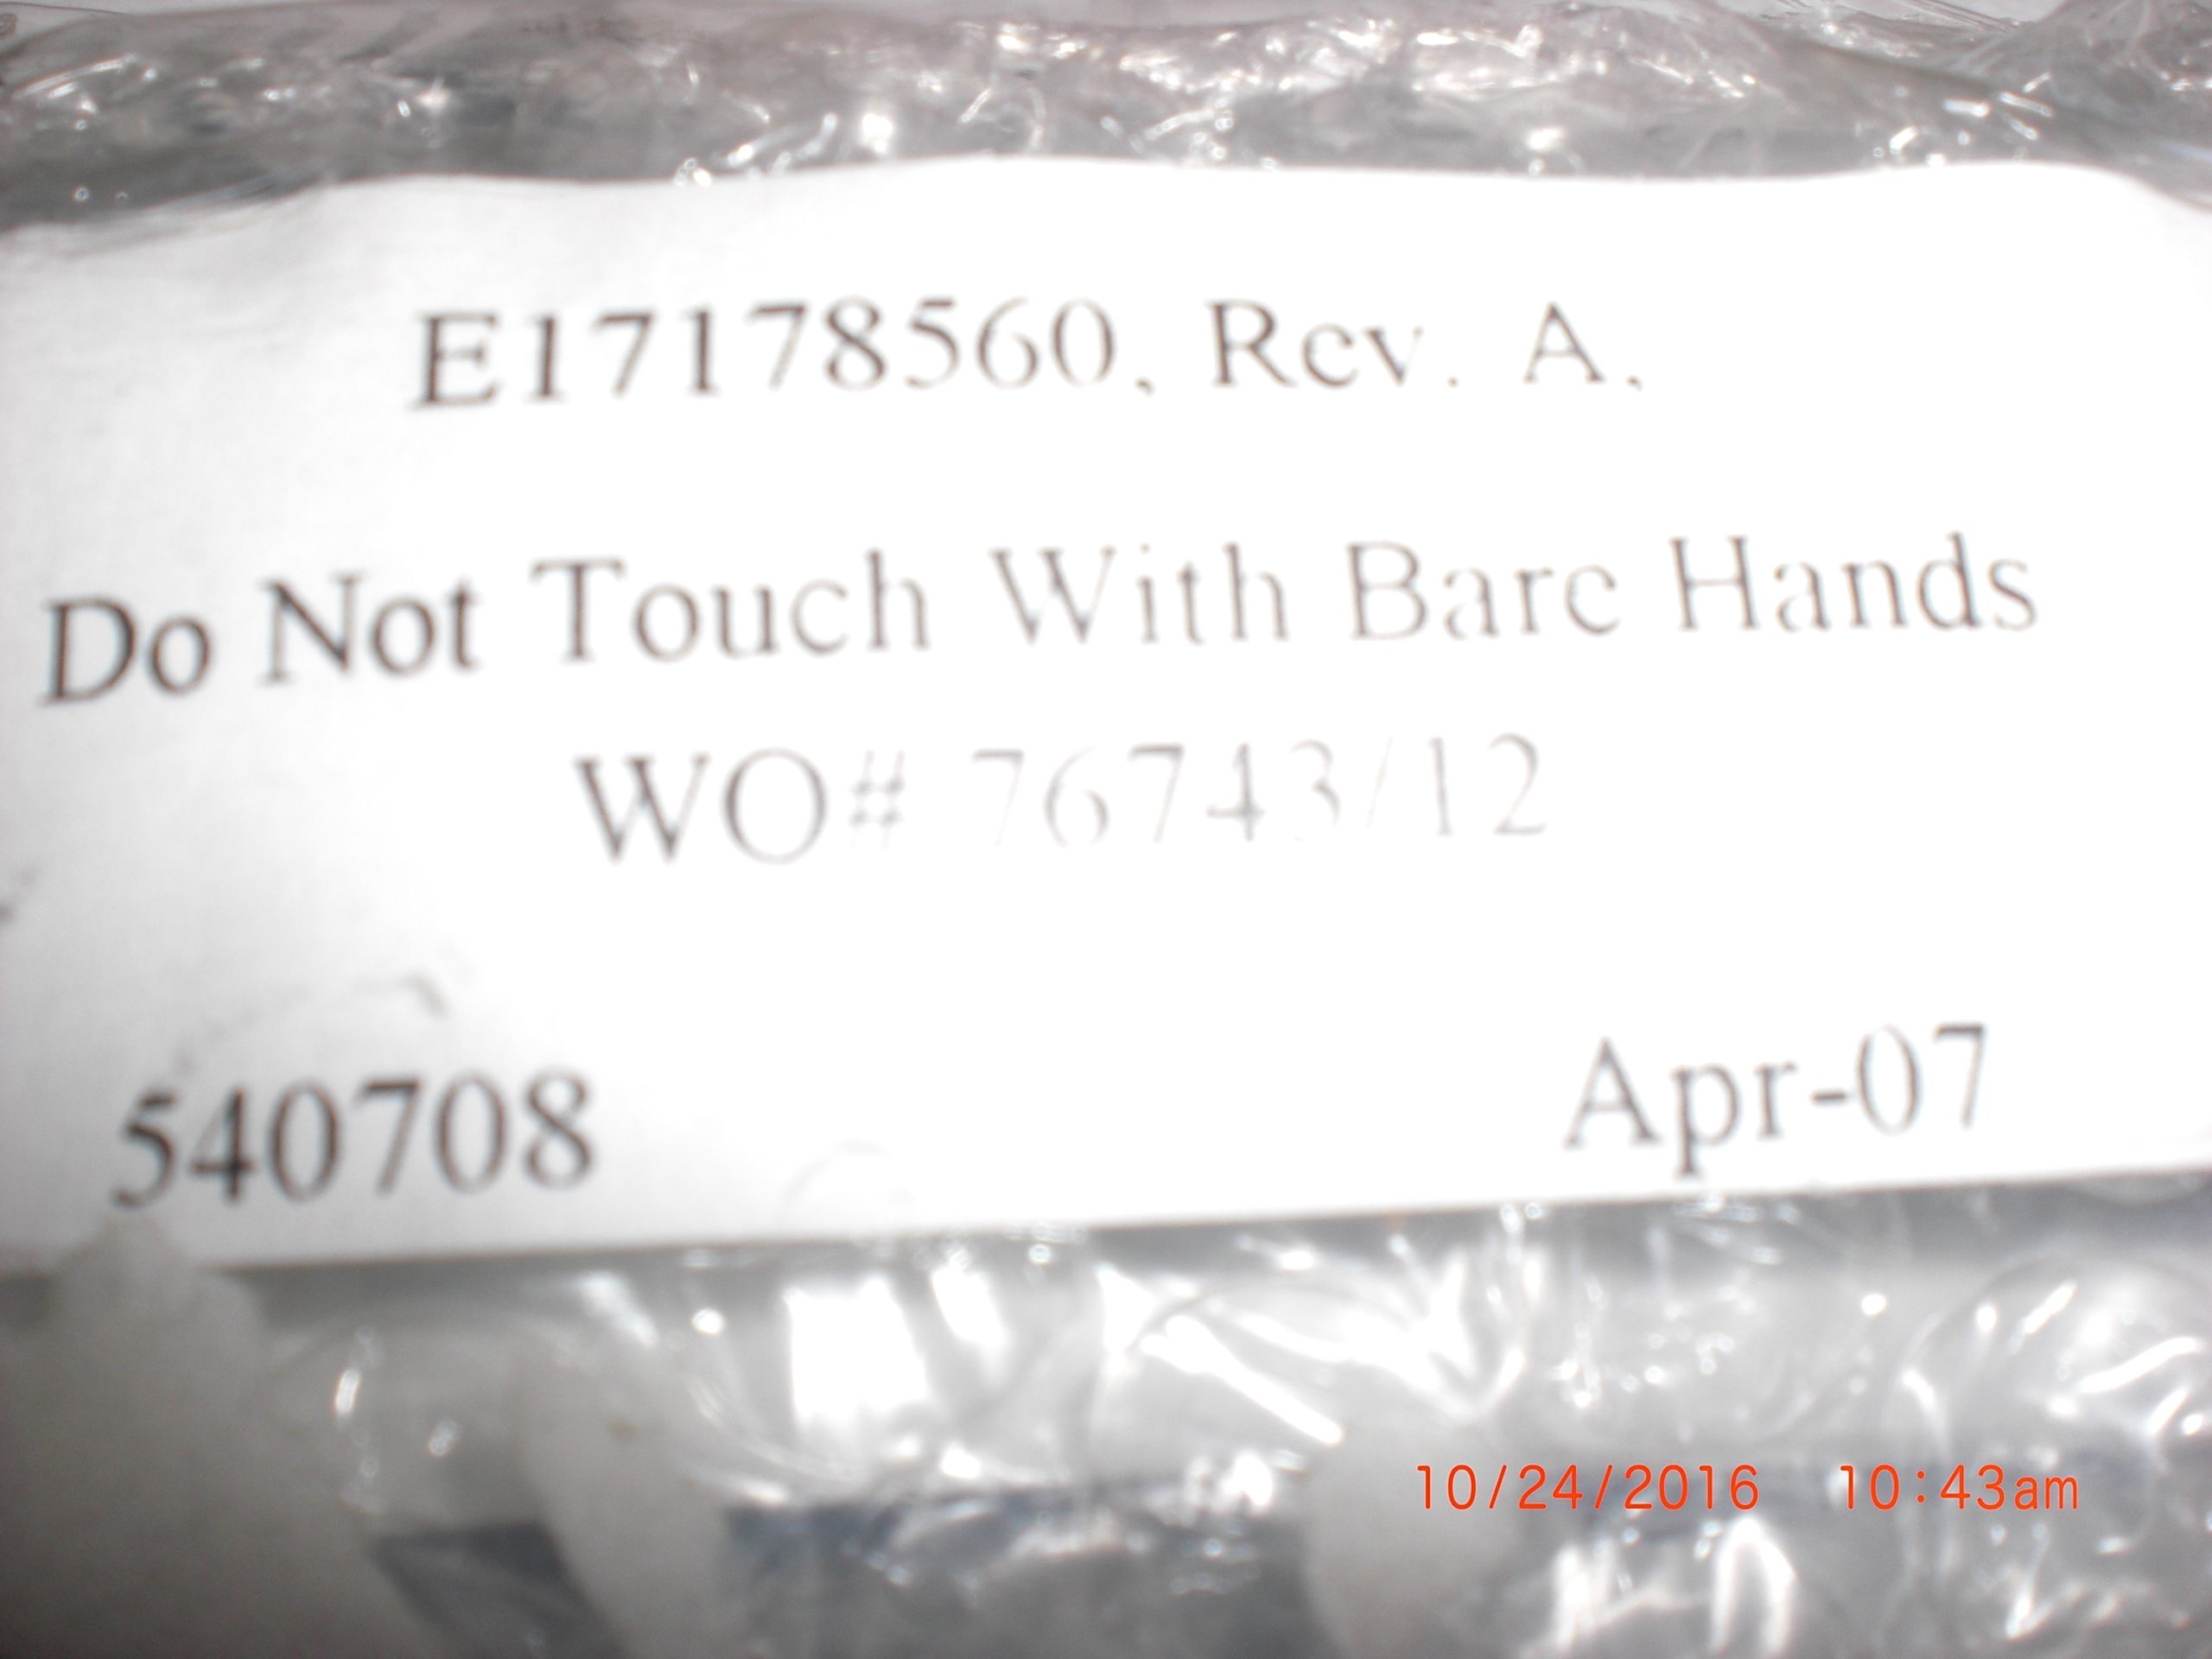 E17178560, Rev. A,
Do Not Touch With Bare Hands
WO# 76743/12
540708
Apr-07
10/24/2016 10:43am